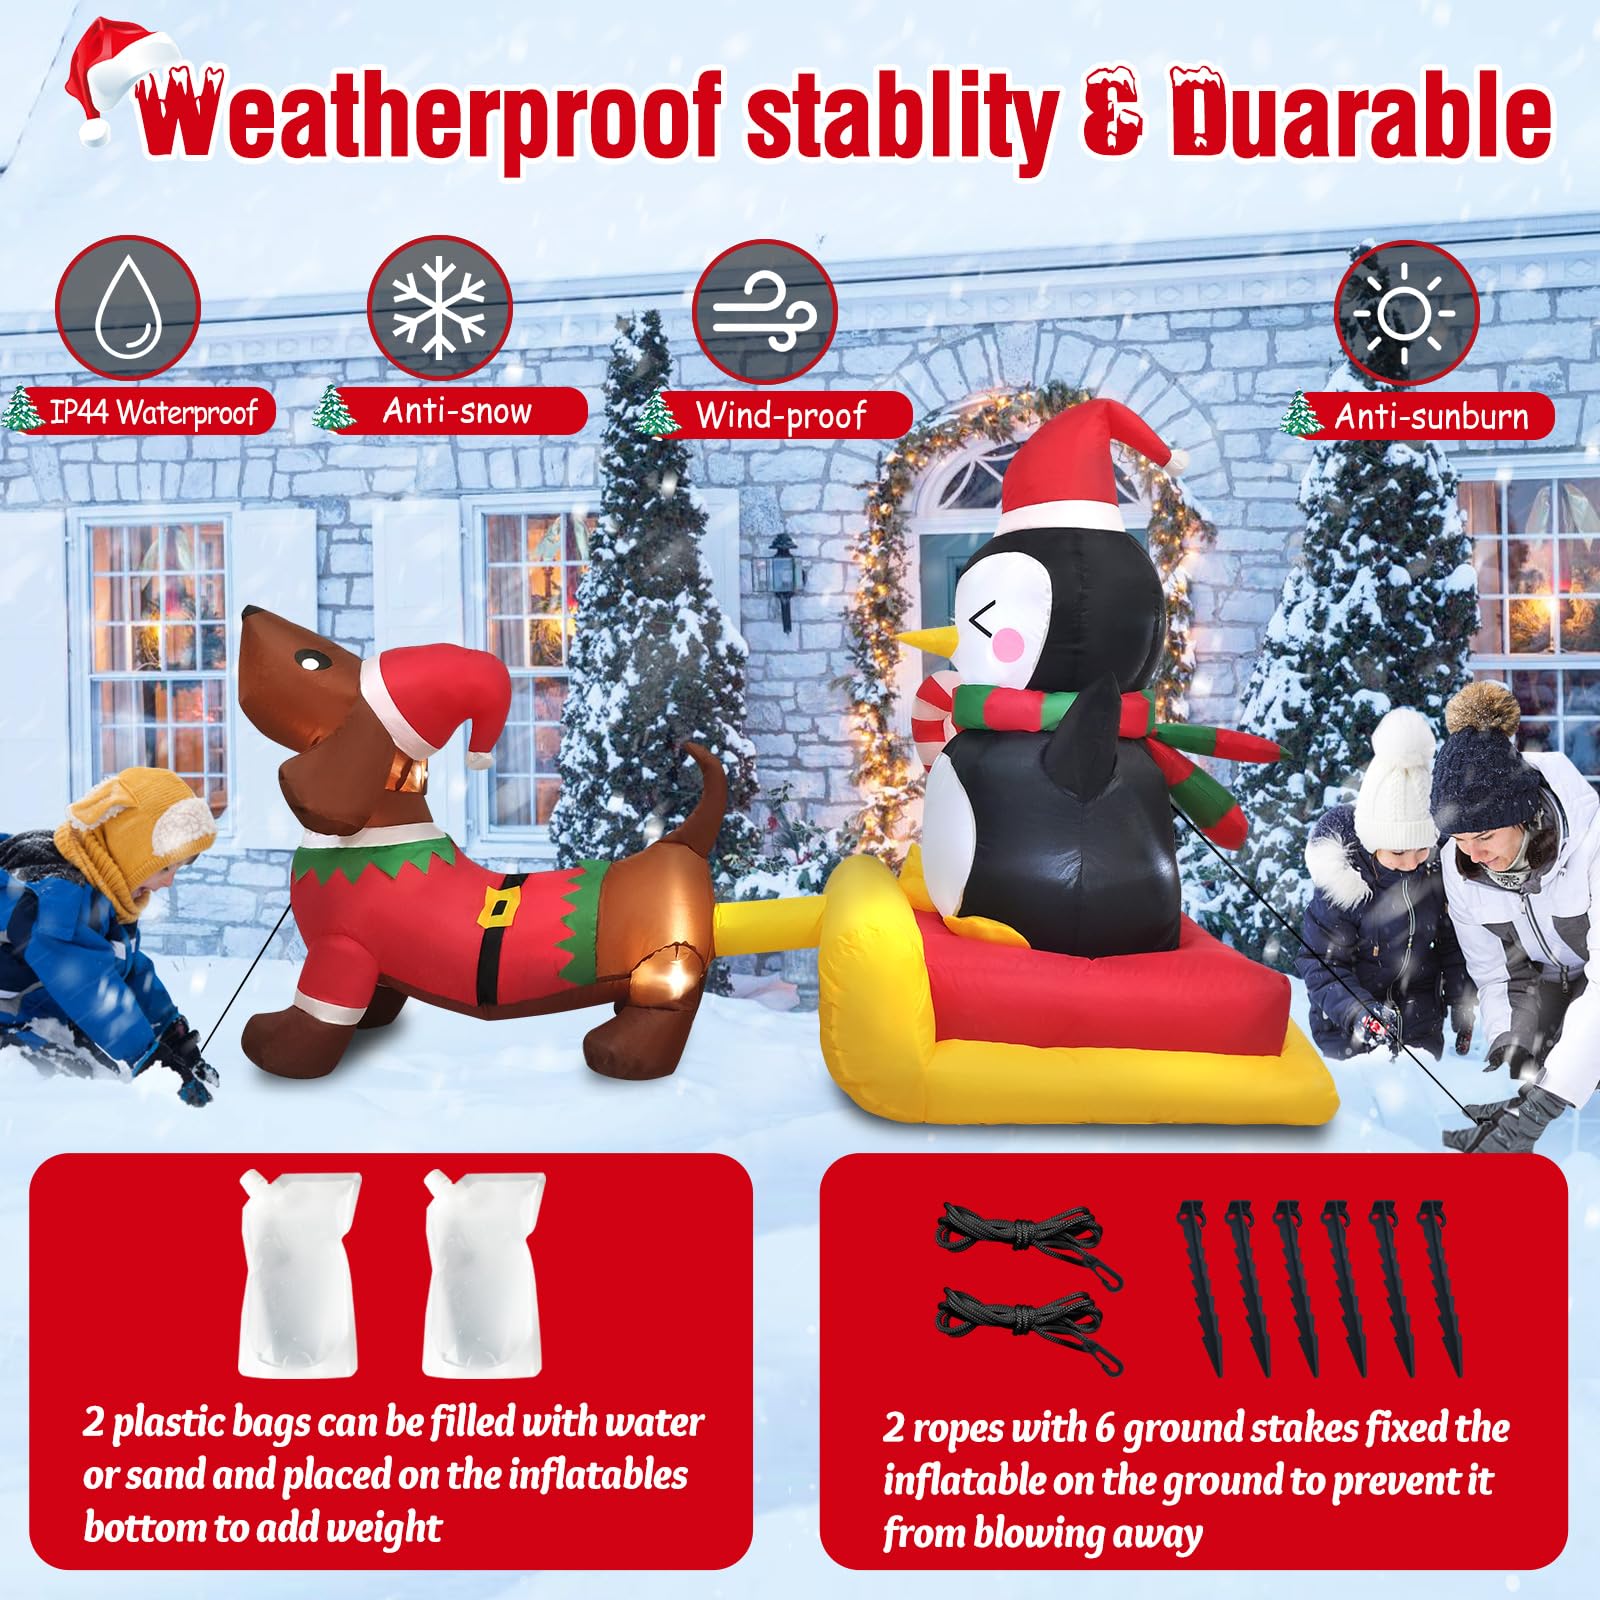 Weatherproof stablity & Duarable
IP44 Waterproof
Anti-snow
Wind-proof
Anti-sunburn
2 plastic bags can be filled with water
or sand and placed on the inflatables
bottom to add weight
2 ropes with 6 ground stakes fixed the
inflatable on the ground to prevent it
from blowing away